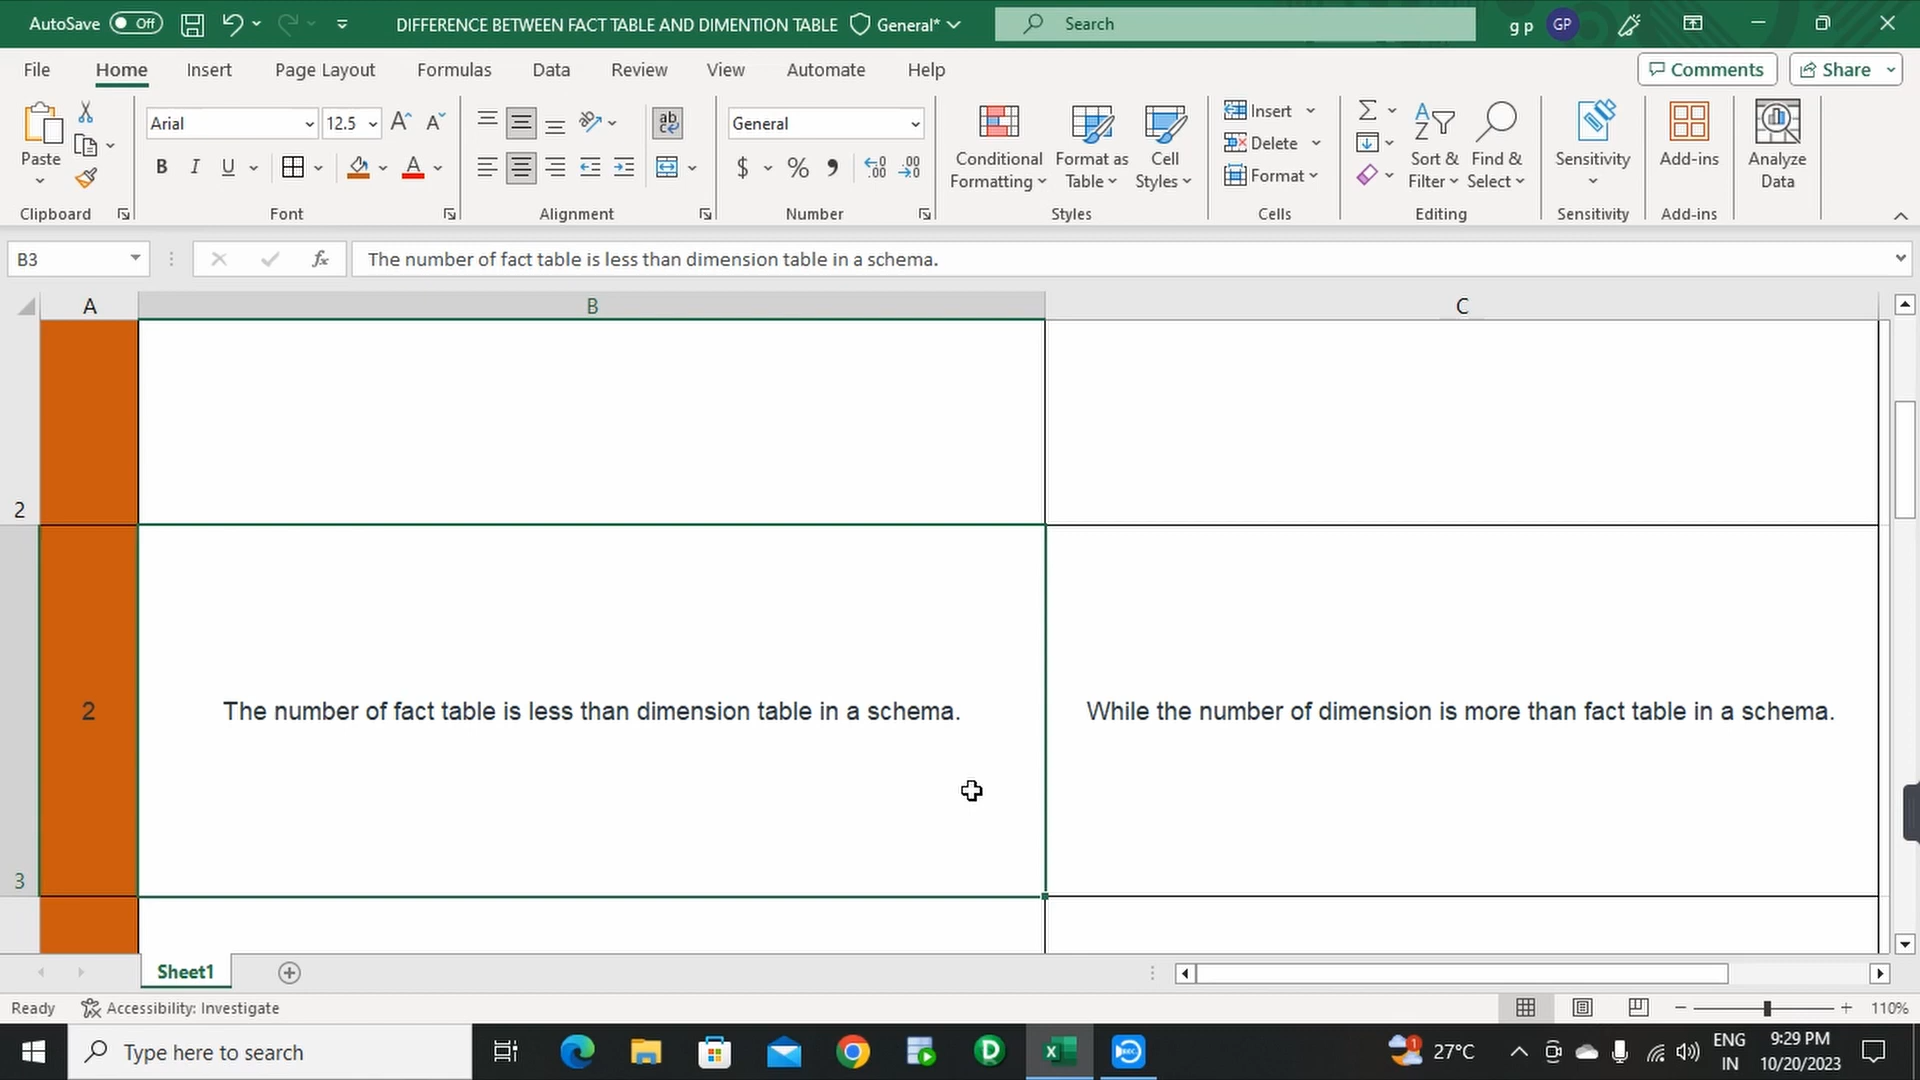 AutoSave Off DIFFERENCE BETWEEN FACT TABLE AND DIMENTION TABLE General* Search g p GP
File Home Insert Page Layout Formulas Data Review View Automate Help Comments Share
Paste Arial 12.5 A A ab c General Conditional Formatting Format as Table Cell Styles Insert Delete Format Sort & Filter Find & Select Sensitivity Add-ins Analyze Data
B I U A $ % .00
Clipboard Font Alignment Number Styles Cells Editing Sensitivity Add-ins
B3 fx The number of fact table is less than dimension table in a schema.
A B C
2
2 The number of fact table is less than dimension table in a schema. While the number of dimension is more than fact table in a schema.
3
Sheet1
Ready Accessibility: Investigate 110%
Type here to search 27°C ENG 9:29 PM
IN 10/20/2023